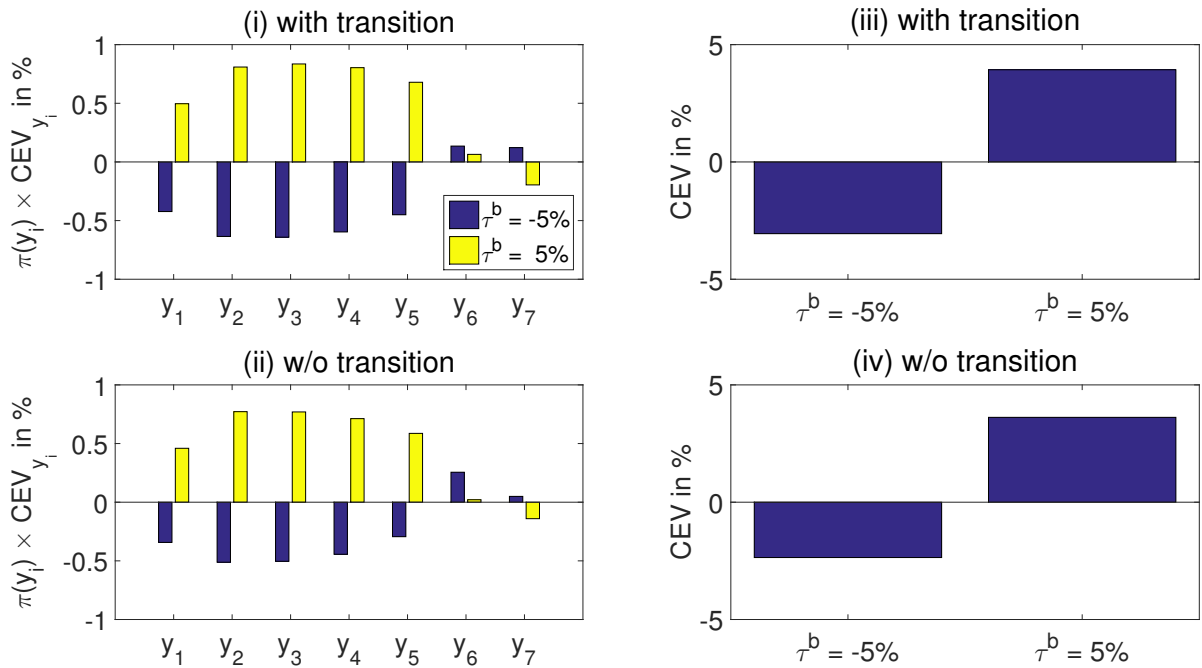 (i) with transition
1
0.5
0
-0.5
-1
π(y_i) × CEV_{y_i} in %
y_1 y_2 y_3 y_4 y_5 y_6 y_7
τ^b = -5%
τ^b = 5%
(iii) with transition
5
0
-5
CEV in %
τ^b = -5% τ^b = 5%
(ii) w/o transition
1
0.5
0
-0.5
-1
π(y_i) × CEV_{y_i} in %
y_1 y_2 y_3 y_4 y_5 y_6 y_7
(iv) w/o transition
5
0
-5
CEV in %
τ^b = -5% τ^b = 5%